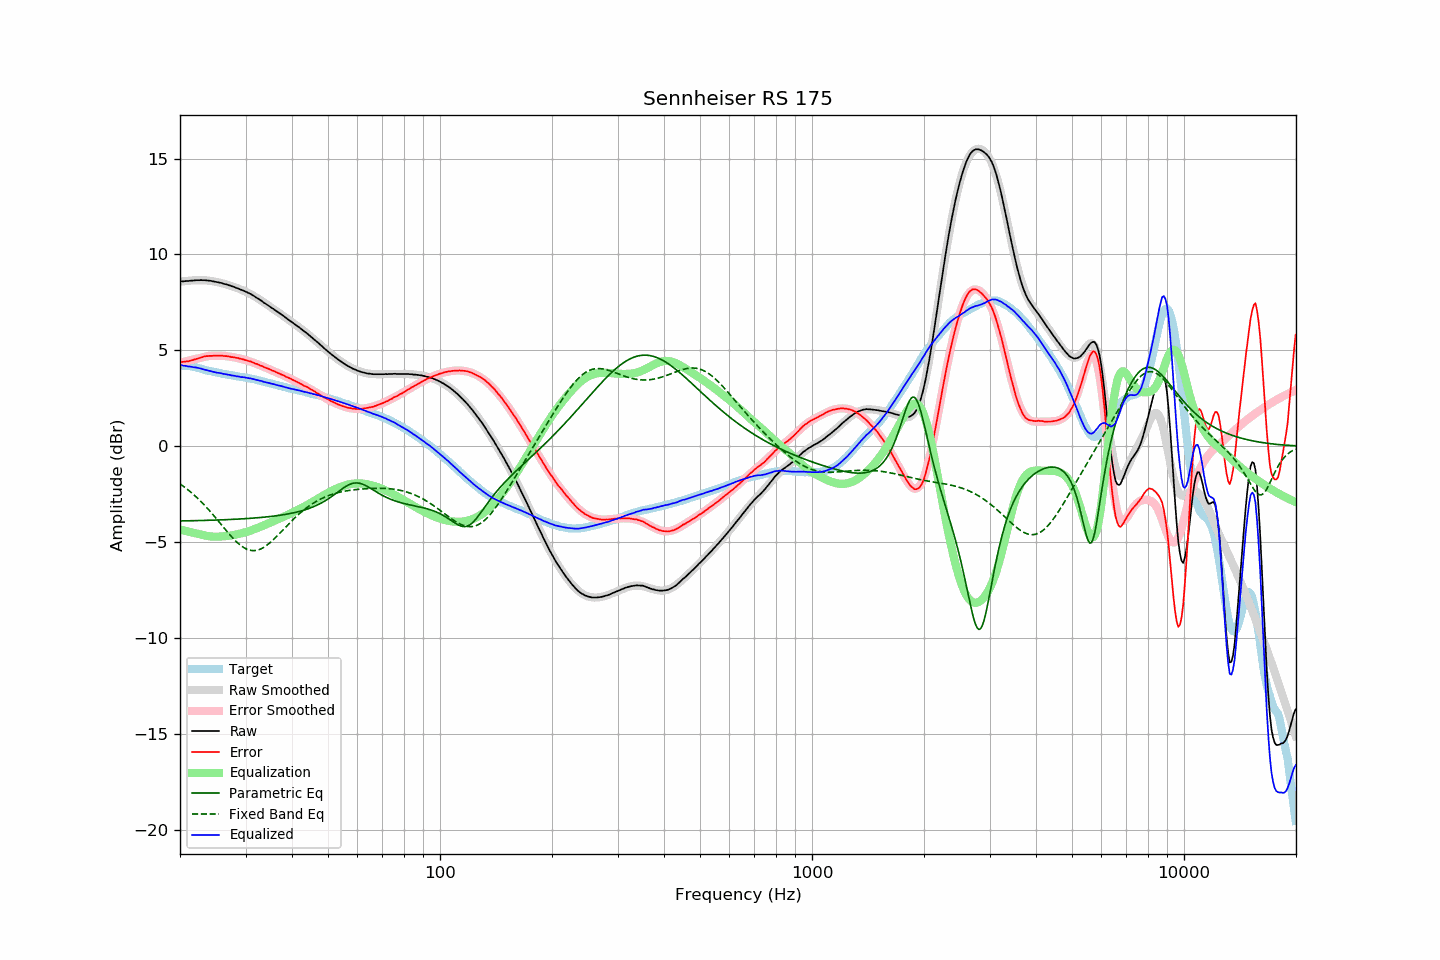 Sennheiser RS 175
15
10
5
0
−5
−10
−15
−20
Amplitude (dBr)
Target
Raw Smoothed
Error Smoothed
Raw
Error
Equalization
Parametric Eq
Fixed Band Eq
Equalized
100
1000
10000
Frequency (Hz)